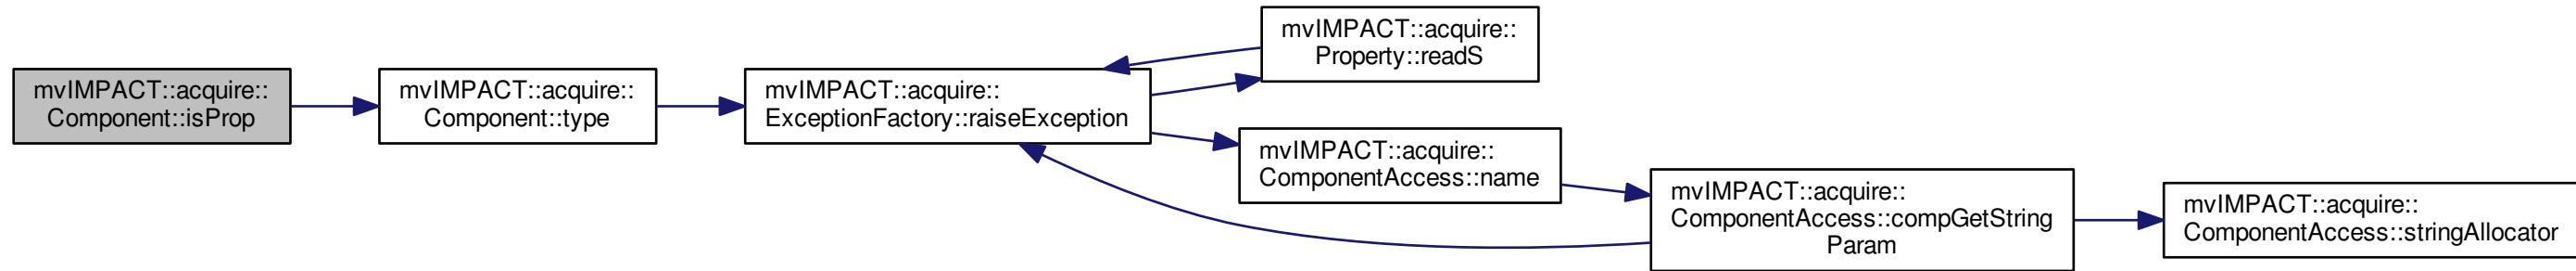 mvIMPACT::acquire::
Component::isProp
mvIMPACT::acquire::
Component::type
mvIMPACT::acquire::
ExceptionFactory::raiseException
mvIMPACT::acquire::
Property::readS
mvIMPACT::acquire::
ComponentAccess::name
mvIMPACT::acquire::
ComponentAccess::compGetString
Param
mvIMPACT::acquire::
ComponentAccess::stringAllocator